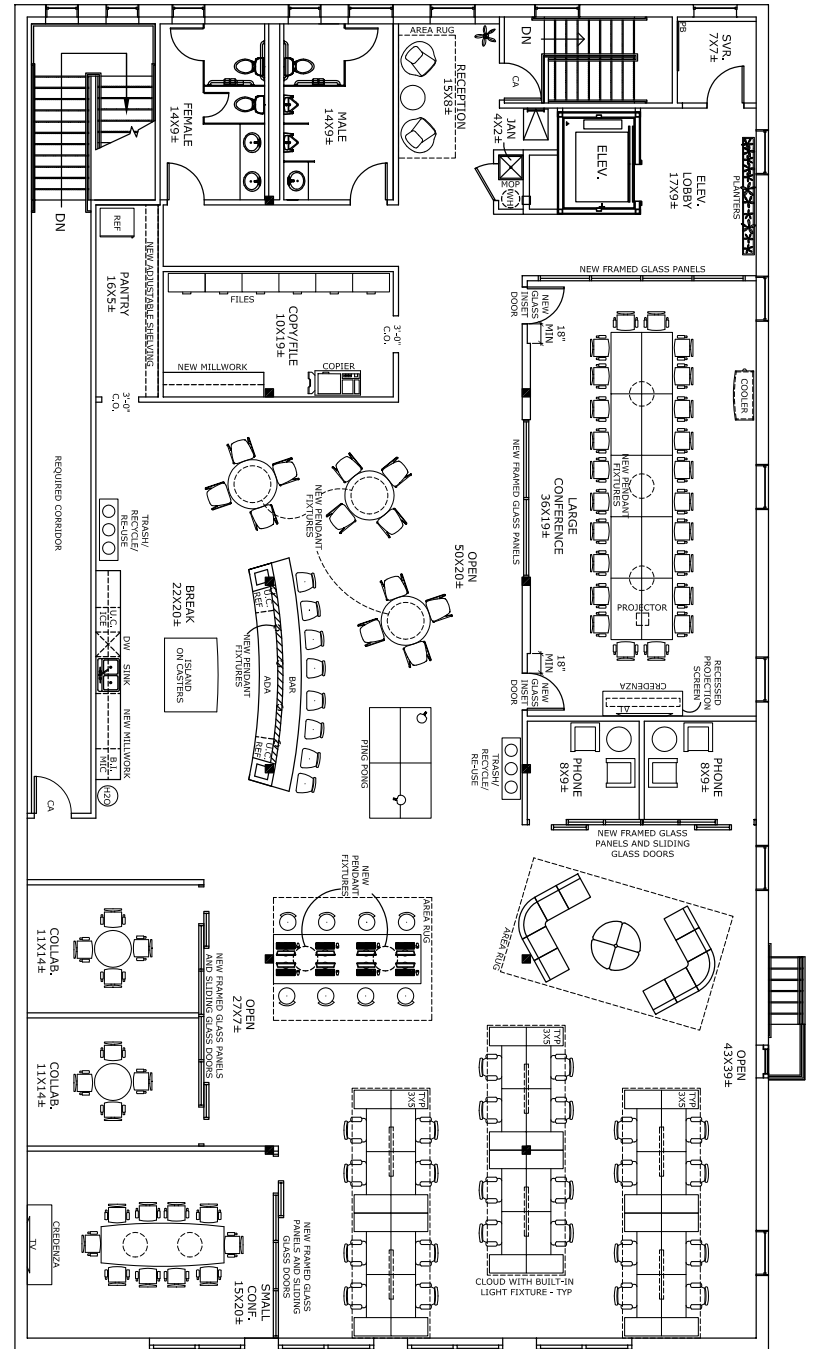 AREA RUG
RECEPTION
15X8±
DN
CA
PB
SVR.
7X7±
FEMALE
14X9±
MALE
14X9±
JAN
4X2±
MOP
WH
ELEV.
ELEV.
LOBBY
17X9±
PLANTERS
DN
REF
PANTRY
16X5±
NEW ADJUSTABLE SHELVING
FILES
COPY/FILE
10X19±
3'-0"
C.O.
NEW MILLWORK
COPIER
3'-0"
C.O.
NEW FRAMED GLASS PANELS
NEW
GLASS
INSET
DOOR
18"
MIN
COOLER
NEW FRAMED GLASS PANELS
LARGE
CONFERENCE
36X19±
NEW PENDANT
FIXTURES
PROJECTOR
18"
MIN
NEW
GLASS
INSET
DOOR
CREDENZA
TV
RECESSED
PROJECTION
SCREEN
REQUIRED CORRIDOR
TRASH/
RECYCLE/
RE-USE
NEW PENDANT
FIXTURES
OPEN
50X20±
BREAK
22X20±
U.C.
ICE
DW
SINK
NEW MILLWORK
B.I.
MIC
H2O
ISLAND
ON CASTERS
NEW PENDANT
FIXTURES
U.C.
REF
BAR
ADA
U.C.
REF
PING PONG
TRASH/
RECYCLE/
RE-USE
PHONE
8X9±
PHONE
8X9±
CA
NEW FRAMED GLASS
PANELS AND SLIDING
GLASS DOORS
NEW
PENDANT
FIXTURES
AREA RUG
AREA RUG
COLLAB.
11X14±
NEW FRAMED GLASS PANELS
AND SLIDING GLASS DOORS
OPEN
27X7±
COLLAB.
11X14±
OPEN
43X39±
TYP
3X5
TYP
3X5
TYP
3X5
CLOUD WITH BUILT-IN
LIGHT FIXTURE - TYP
CREDENZA
TV
SMALL
CONF.
15X20±
NEW FRAMED GLASS
PANELS AND SLIDING
GLASS DOORS